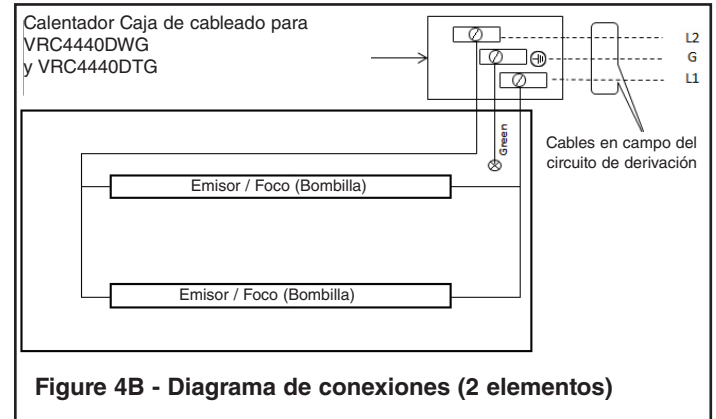 Calentador Caja de cableado para
VRC4440DWG
y VRC4440DTG
L2
G
L1
Green
Cables en campo del
circuito de derivación
Emisor / Foco (Bombilla)
Emisor / Foco (Bombilla)
Figure 4B - Diagrama de conexiones (2 elementos)